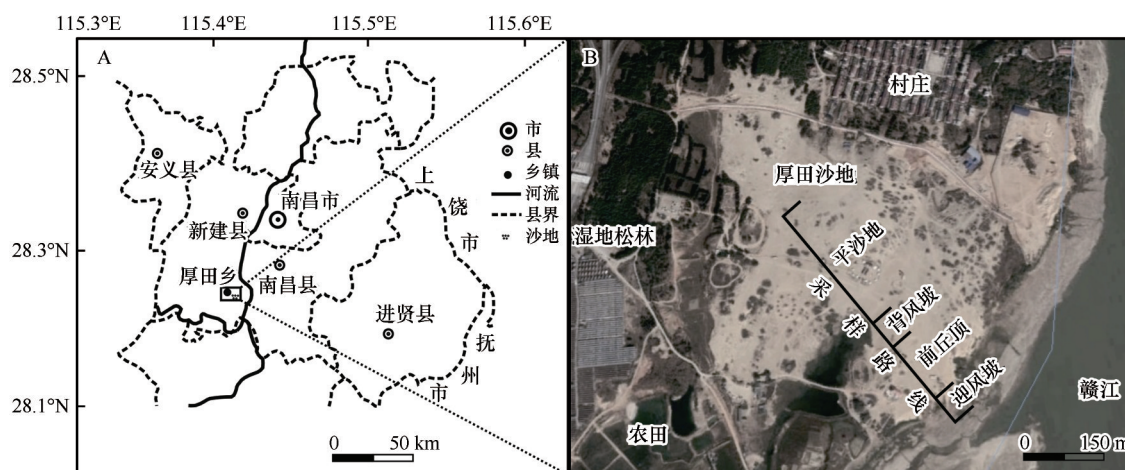 115.3°E 115.4°E 115.5°E 115.6°E
A
28.5°N
28.3°N
28.1°N
市
县
乡镇
河流
县界
沙地
安义县
新建县
南昌市
上饶市
厚田乡
南昌县
进贤县
抚州市
0 50 km
B
村庄
厚田沙地
湿地松林
平沙地
背风坡
前丘顶
迎风坡
采样路线
农田
赣江
0 150 m